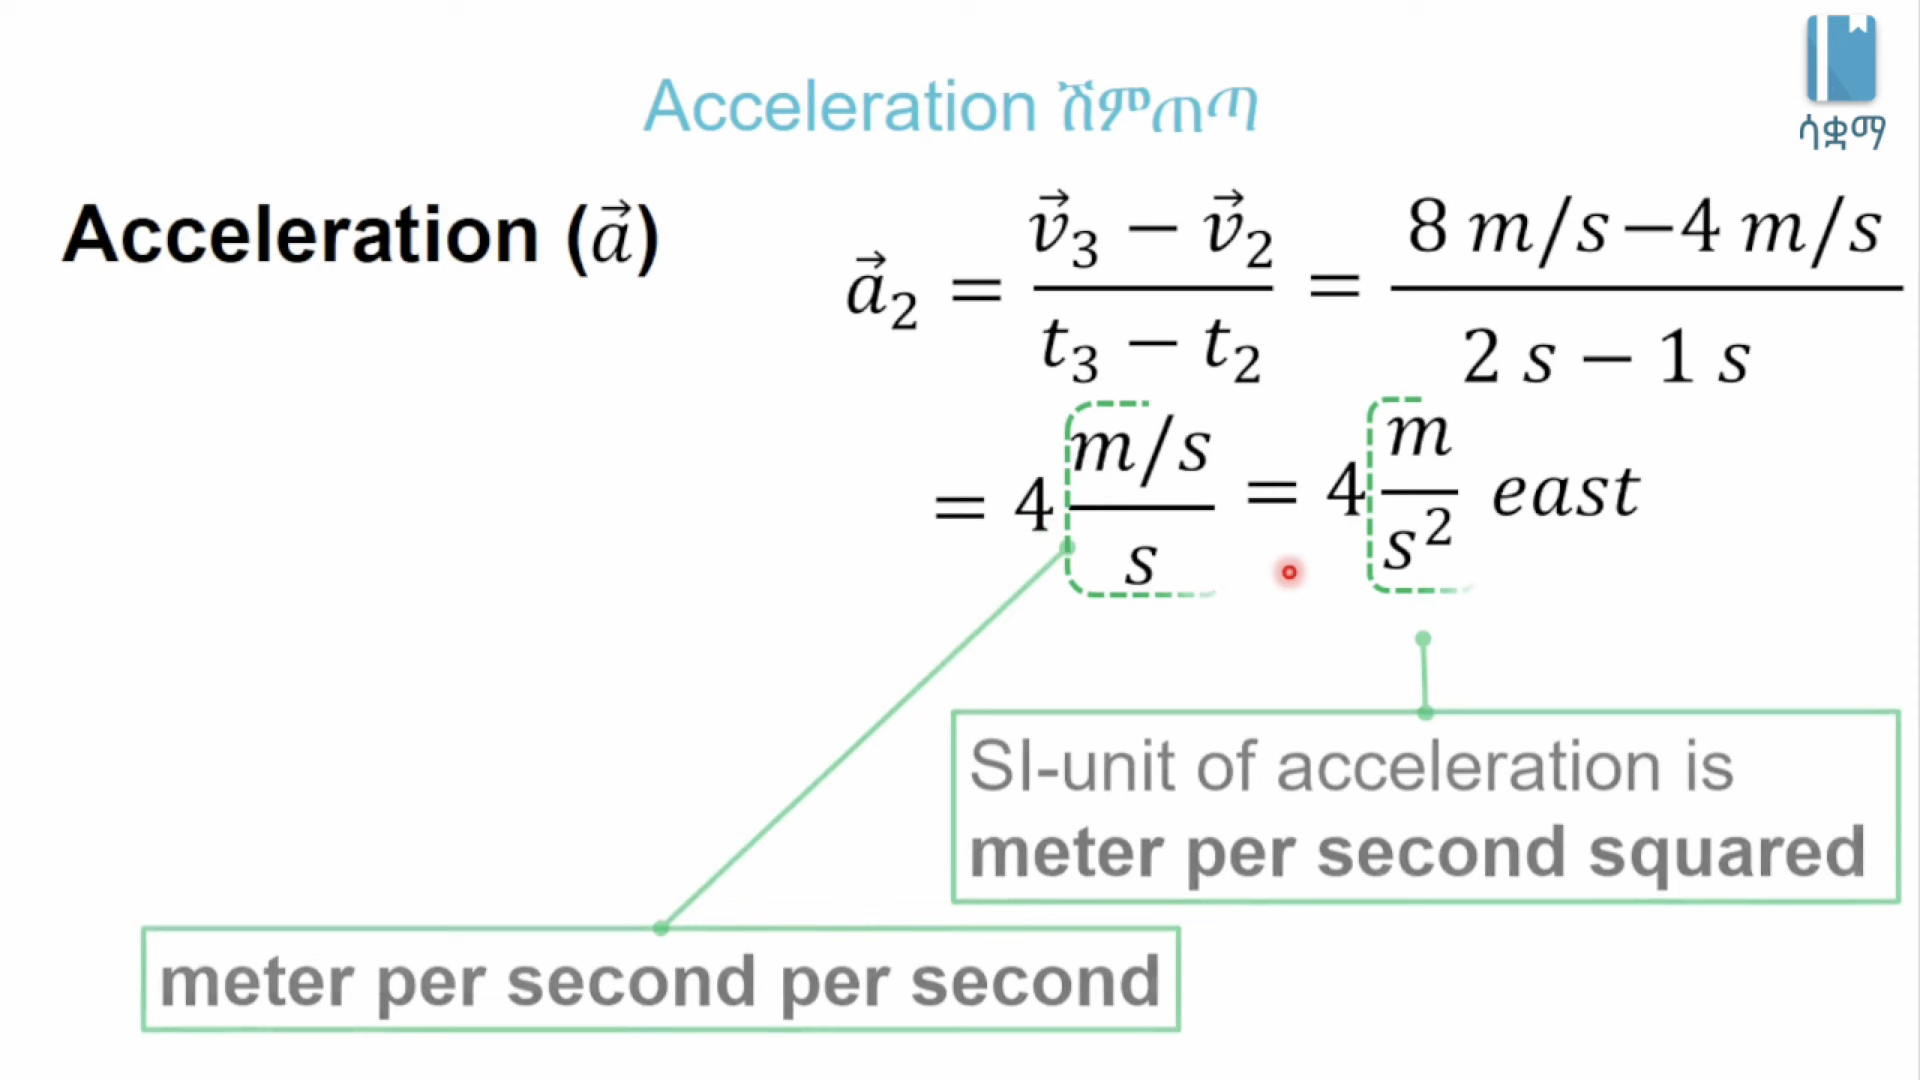 Acceleration ሽምጠጣ
ሳቋማ
Acceleration (a⃗)
a⃗₂ = (v⃗₃ − v⃗₂)/(t₃ − t₂) = (8 m/s−4 m/s)/(2 s − 1 s)
= 4 (m/s)/s = 4 m/s² east
SI-unit of acceleration is
meter per second squared
meter per second per second